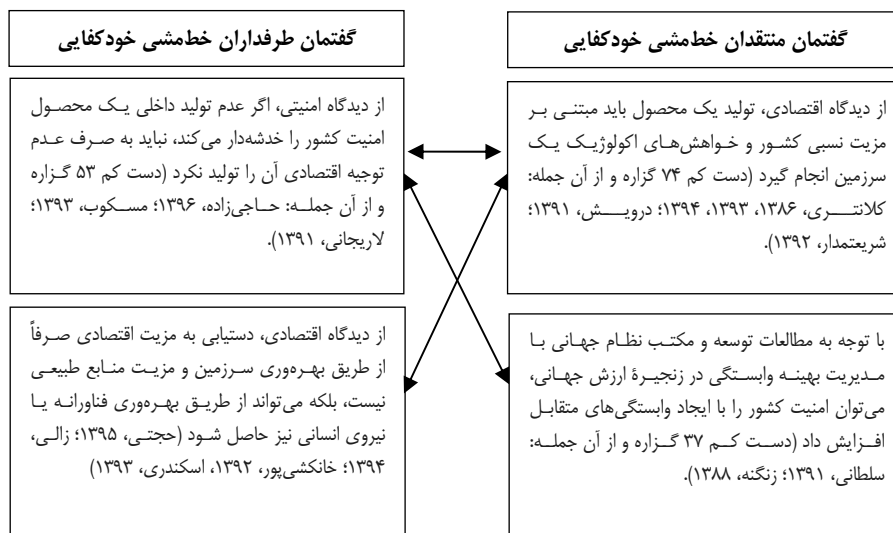 گفتمان منتقدان خط‌مشی خودکفایی
از دیدگاه اقتصادی، تولید یک محصول باید مبتنی بر
مزیت نسبی کشور و خواهش‌های اکولوژیک یک
سرزمین انجام گیرد (دست کم ۷۴ گزاره و از آن جمله:
کلانتری، ۱۳۸۶، ۱۳۹۳، ۱۳۹۴؛ درویش، ۱۳۹۱؛
شریعتمدار، ۱۳۹۲).
با توجه به مطالعات توسعه و مکتب نظام جهانی با
مدیریت بهینه وابستگی در زنجیرۀ ارزش جهانی،
می‌توان امنیت کشور را با ایجاد وابستگی‌های متقابل
افزایش داد (دست کم ۳۷ گزاره و از آن جمله:
سلطانی، ۱۳۹۱؛ زنگنه، ۱۳۸۸).
گفتمان طرفداران خط‌مشی خودکفایی
از دیدگاه امنیتی، اگر عدم تولید داخلی یک محصول
امنیت کشور را خدشه‌دار می‌کند، نباید به صرف عدم
توجیه اقتصادی آن را تولید نکرد (دست کم ۵۳ گزاره
و از آن جمله: حاجی‌زاده، ۱۳۹۶؛ مسکوب، ۱۳۹۳؛
لاریجانی، ۱۳۹۱).
از دیدگاه اقتصادی، دستیابی به مزیت اقتصادی صرفاً
از طریق بهره‌وری سرزمین و مزیت منابع طبیعی
نیست، بلکه می‌تواند از طریق بهره‌وری فناورانه یا
نیروی انسانی نیز حاصل شود (حجتی، ۱۳۹۵؛ زالی،
۱۳۹۴؛ خانکشی‌پور، ۱۳۹۲، اسکندری، ۱۳۹۳)